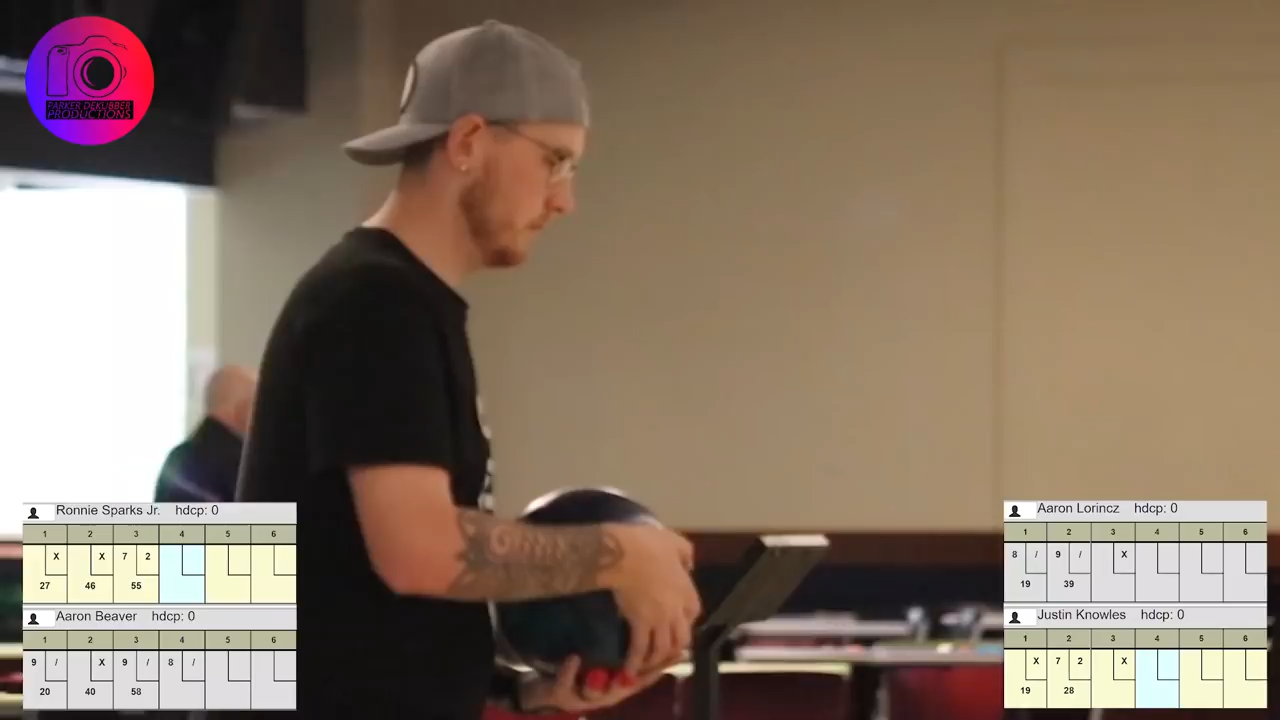 PARKER DEKUBBER
PRODUCTIONS
Ronnie Sparks Jr. hdcp: 0
1 2 3 4 5 6
X X 7 2
27 46 55
Aaron Beaver hdcp: 0
1 2 3 4 5 6
9 / X 9 / 8 /
20 40 58
Aaron Lorincz hdcp: 0
1 2 3 4 5 6
8 / 9 / X
19 39
Justin Knowles hdcp: 0
1 2 3 4 5 6
X 7 2 X
19 28